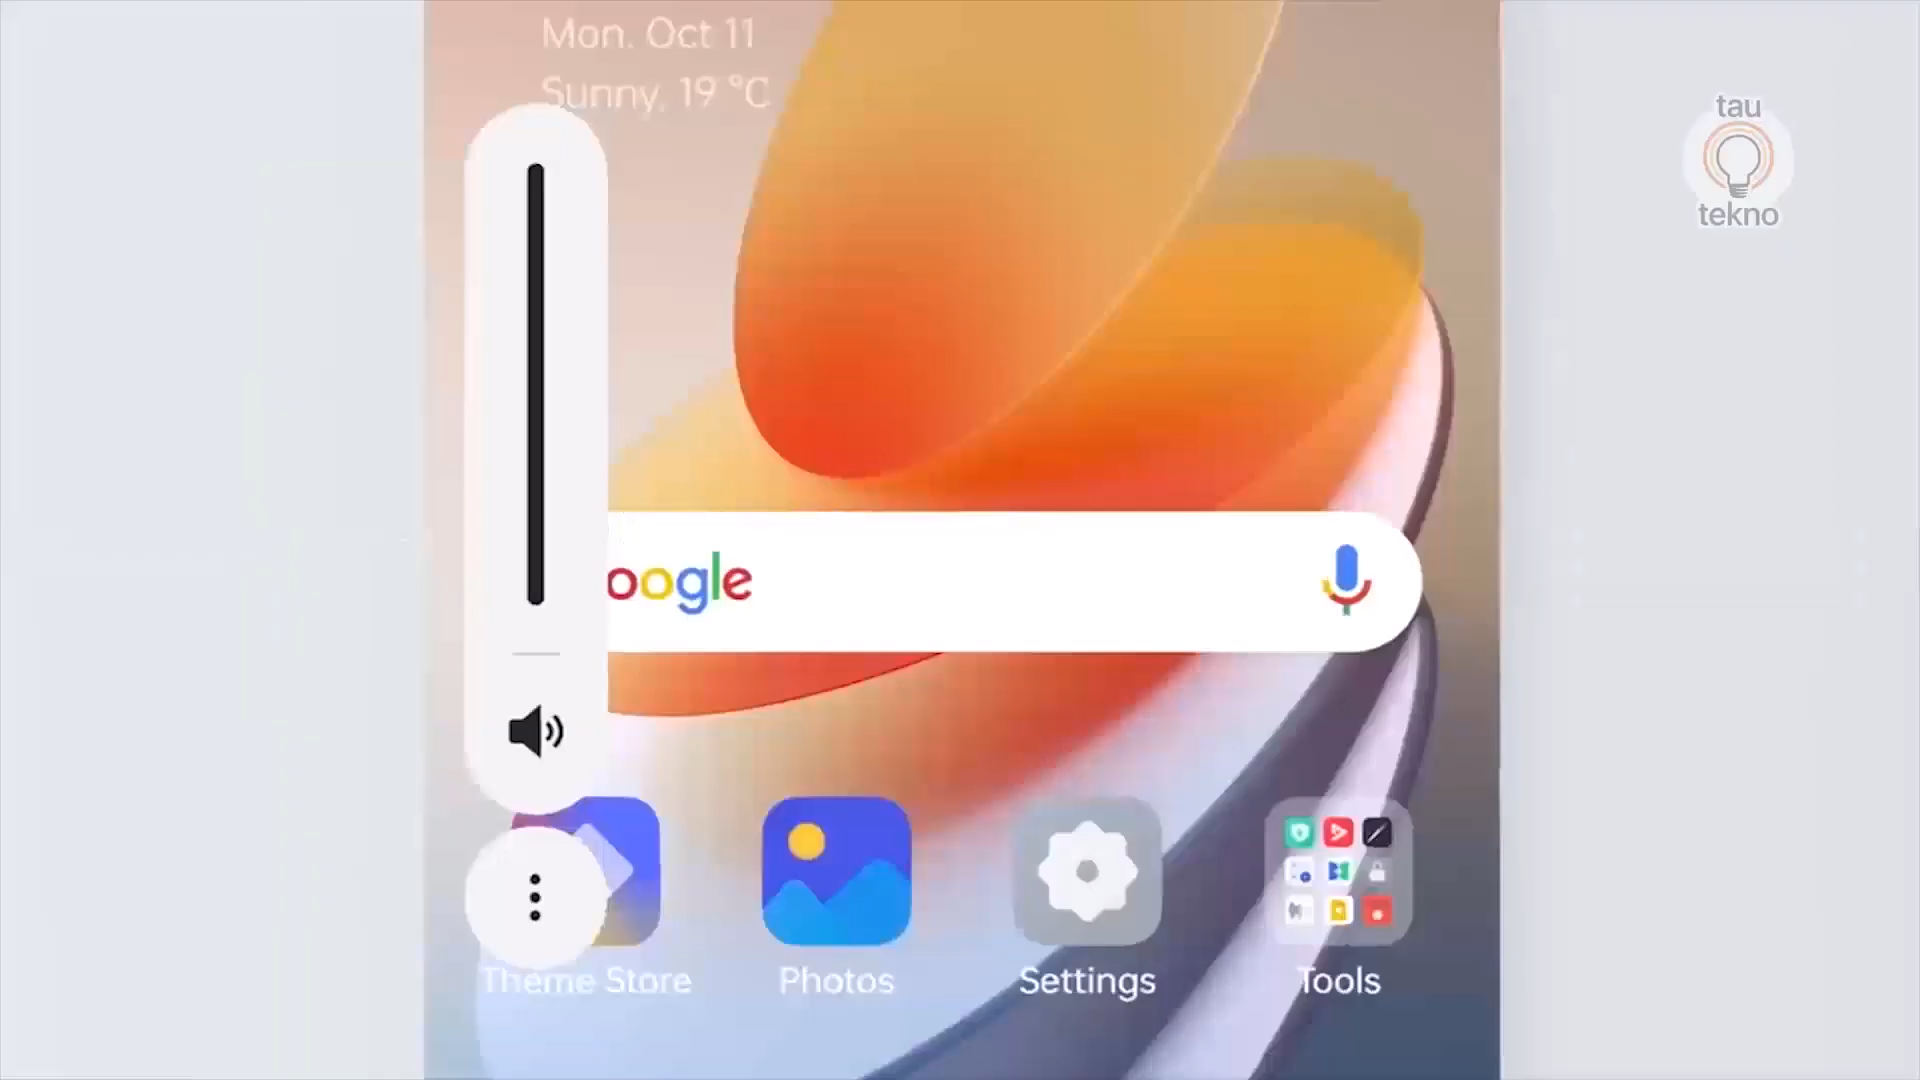 Mon. Oct 11
Sunny, 19 °C
tau
tekno
oogle
Theme Store
Photos
Settings
Tools